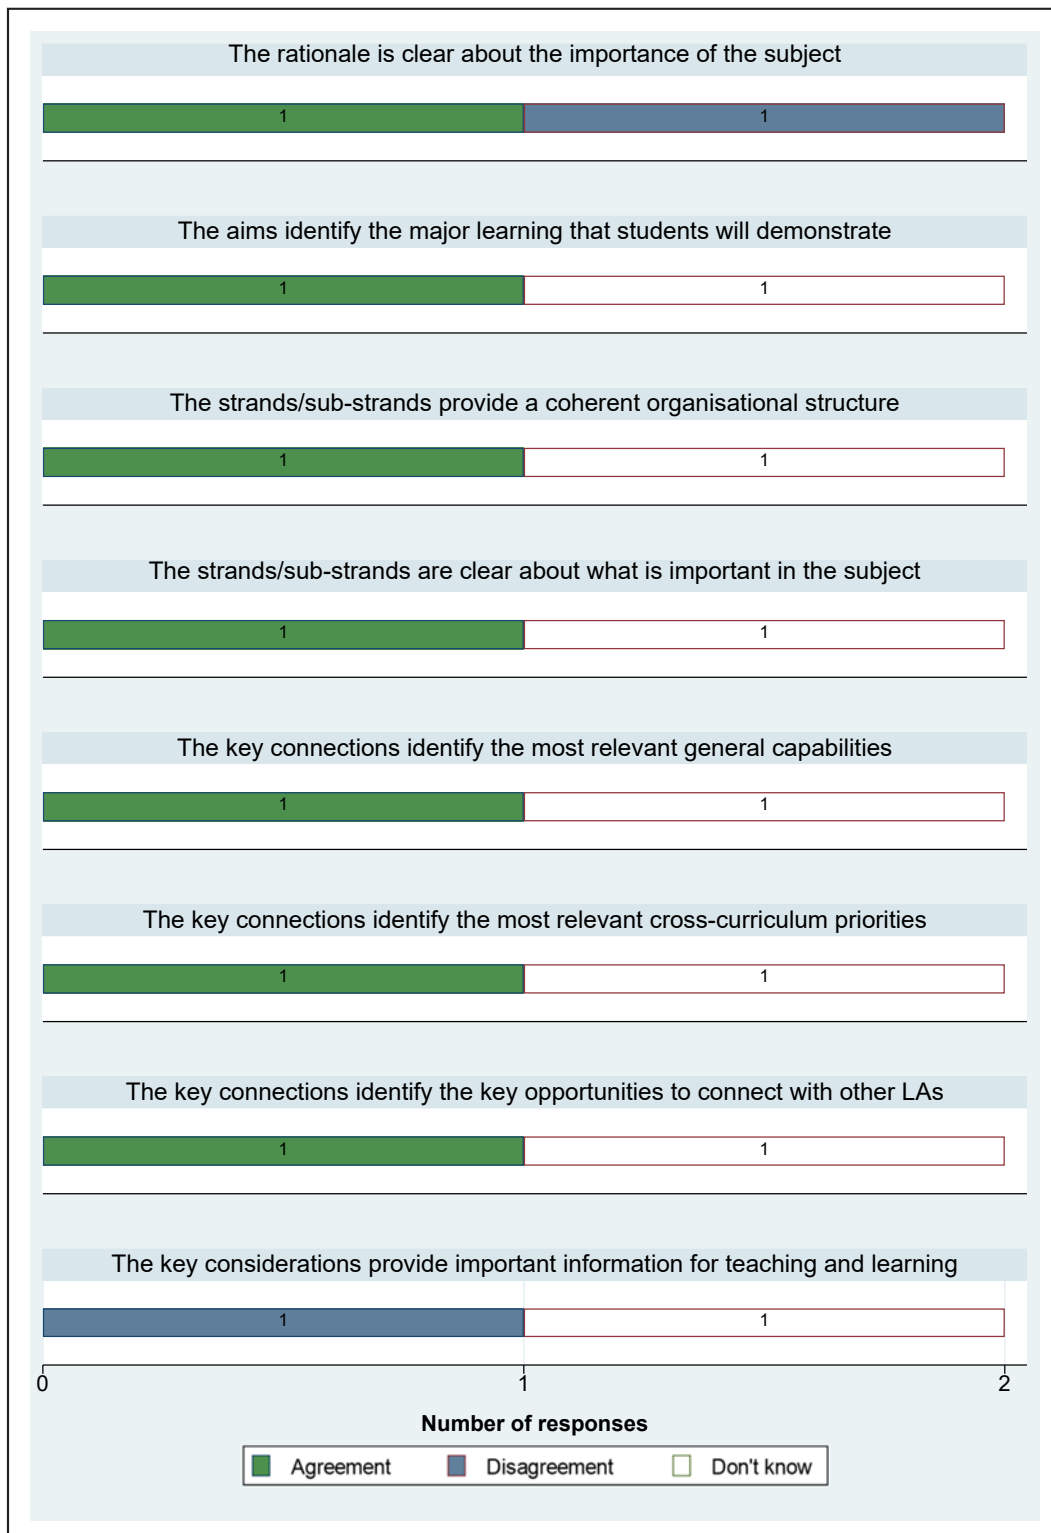 The rationale is clear about the importance of the subject
1 1
The aims identify the major learning that students will demonstrate
1 1
The strands/sub-strands provide a coherent organisational structure
1 1
The strands/sub-strands are clear about what is important in the subject
1 1
The key connections identify the most relevant general capabilities
1 1
The key connections identify the most relevant cross-curriculum priorities
1 1
The key connections identify the key opportunities to connect with other LAs
1 1
The key considerations provide important information for teaching and learning
1 1
0 1 2
Number of responses
Agreement Disagreement Don't know